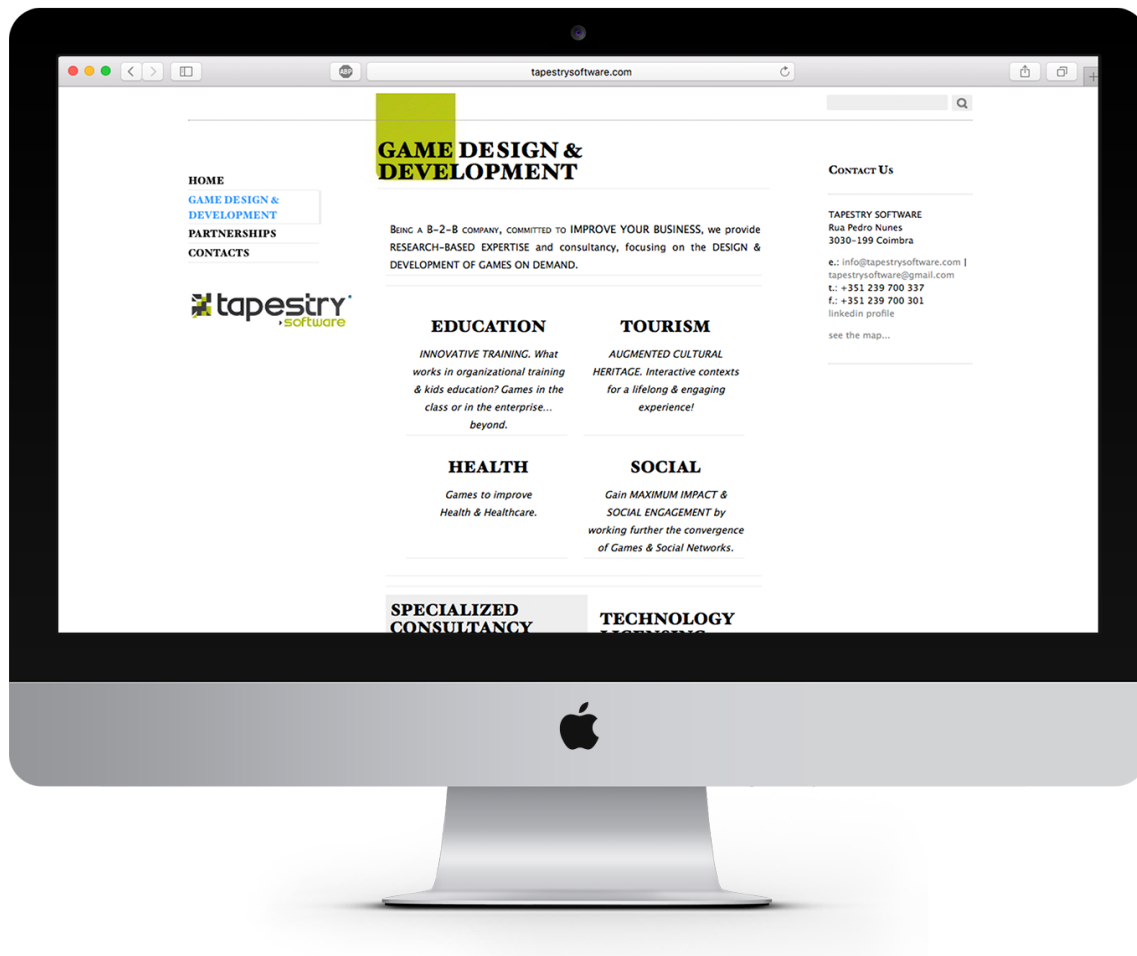 ABP
tapestrysoftware.com
GAME DESIGN &
DEVELOPMENT
HOME
GAME DESIGN &
DEVELOPMENT
PARTNERSHIPS
CONTACTS
tapestry
software
BEING A B-2-B COMPANY, COMMITTED TO IMPROVE YOUR BUSINESS, we provide
RESEARCH-BASED EXPERTISE and consultancy, focusing on the DESIGN &
DEVELOPMENT OF GAMES ON DEMAND.
EDUCATION
INNOVATIVE TRAINING. What
works in organizational training
& kids education? Games in the
class or in the enterprise...
beyond.
TOURISM
AUGMENTED CULTURAL
HERITAGE. Interactive contexts
for a lifelong & engaging
experience!
HEALTH
Games to improve
Health & Healthcare.
SOCIAL
Gain MAXIMUM IMPACT &
SOCIAL ENGAGEMENT by
working further the convergence
of Games & Social Networks.
SPECIALIZED
CONSULTANCY
TECHNOLOGY
LICENSING
CONTACT US
TAPESTRY SOFTWARE
Rua Pedro Nunes
3030-199 Coimbra
e.: info@tapestrysoftware.com |
tapestrysoftware@gmail.com
t.: +351 239 700 337
f.: +351 239 700 301
linkedin profile
see the map...